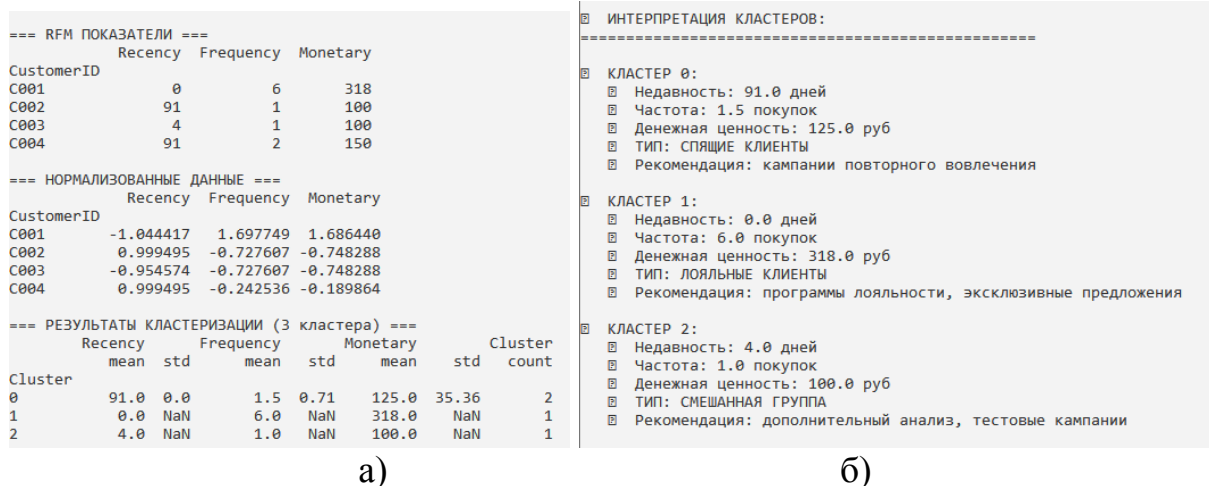 === RFM ПОКАЗАТЕЛИ ===
Recency Frequency Monetary
CustomerID
C001 0 6 318
C002 91 1 100
C003 4 1 100
C004 91 2 150
=== НОРМАЛИЗОВАННЫЕ ДАННЫЕ ===
Recency Frequency Monetary
CustomerID
C001 -1.044417 1.697749 1.686440
C002 0.999495 -0.727607 -0.748288
C003 -0.954574 -0.727607 -0.748288
C004 0.999495 -0.242536 -0.189864
=== РЕЗУЛЬТАТЫ КЛАСТЕРИЗАЦИИ (3 кластера) ===
Recency Frequency Monetary Cluster
mean std mean std mean std count
Cluster
0 91.0 0.0 1.5 0.71 125.0 35.36 2
1 0.0 NaN 6.0 NaN 318.0 NaN 1
2 4.0 NaN 1.0 NaN 100.0 NaN 1
а)
ИНТЕРПРЕТАЦИЯ КЛАСТЕРОВ:
==================================================
КЛАСТЕР 0:
Недавность: 91.0 дней
Частота: 1.5 покупок
Денежная ценность: 125.0 руб
ТИП: СПЯЩИЕ КЛИЕНТЫ
Рекомендация: кампании повторного вовлечения
КЛАСТЕР 1:
Недавность: 0.0 дней
Частота: 6.0 покупок
Денежная ценность: 318.0 руб
ТИП: ЛОЯЛЬНЫЕ КЛИЕНТЫ
Рекомендация: программы лояльности, эксклюзивные предложения
КЛАСТЕР 2:
Недавность: 4.0 дней
Частота: 1.0 покупок
Денежная ценность: 100.0 руб
ТИП: СМЕШАННАЯ ГРУППА
Рекомендация: дополнительный анализ, тестовые кампании
б)